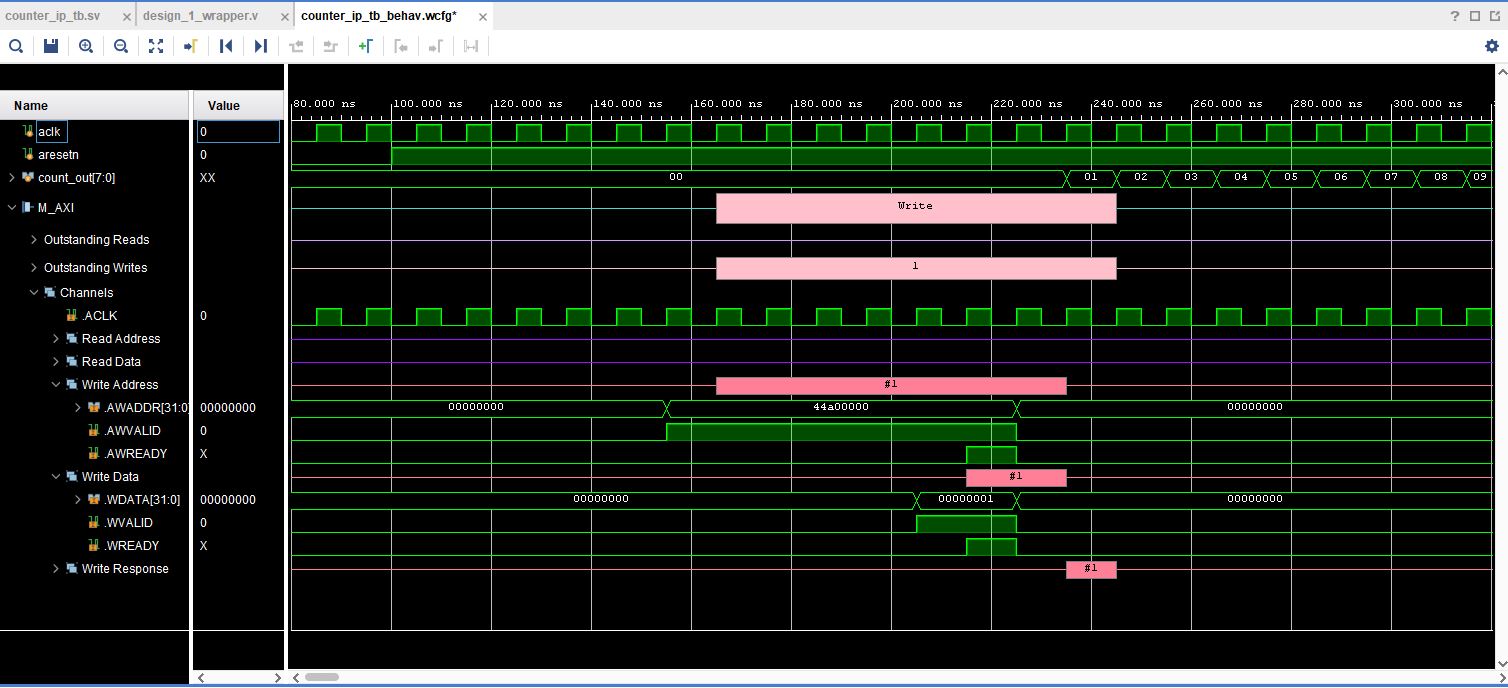 counter_ip_tb.sv × design_1_wrapper.v × counter_ip_tb_behav.wcfg* ×
? 
Name Value
80.000 ns 100.000 ns 120.000 ns 140.000 ns 160.000 ns 180.000 ns 200.000 ns 220.000 ns 240.000 ns 260.000 ns 280.000 ns 300.000 ns
aclk 0
aresetn 0
count_out[7:0] XX 00 01 02 03 04 05 06 07 08 09
M_AXI Write
Outstanding Reads
Outstanding Writes 1
Channels
.ACLK 0
Read Address
Read Data
Write Address #1
.AWADDR[31:0] 00000000 00000000 44a00000 00000000
.AWVALID 0
.AWREADY X
Write Data #1
.WDATA[31:0] 00000000 00000000 00000001 00000000
.WVALID 0
.WREADY X
Write Response #1